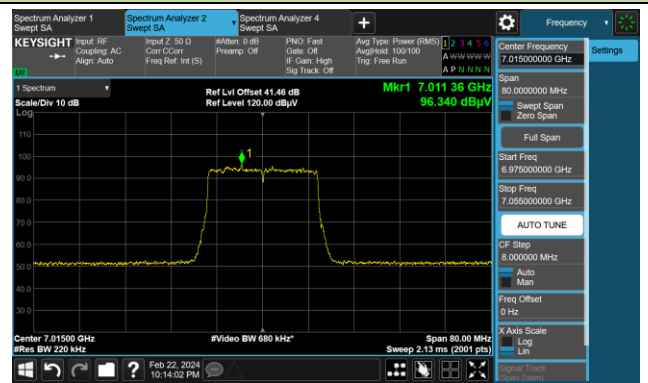 Spectrum Analyzer 1
Swept SA
Spectrum Analyzer 2
Swept SA
Spectrum Analyzer 4
Swept SA
Frequency
KEYSIGHT
Input: RF
Coupling: AC
Align: Auto
Input Z: 50 Ω
Corr CCorr
Freq Ref: Int (S)
#Atten: 0 dB
Preamp: Off
PNO: Fast
Gate: Off
IF Gain: High
Sig Track: Off
Avg Type: Power (RMS)
Avg|Hold: 100/100
Trig: Free Run
1 2 3 4 5 6
A W W W W W
A P N N N N
LV
1 Spectrum
Scale/Div 10 dB
Ref Lvl Offset 41.46 dB
Ref Level 120.00 dBµV
Mkr1 7.011 36 GHz
96.340 dBµV
Log
110
100
90.0
80.0
70.0
60.0
50.0
40.0
30.0
1
Center 7.01500 GHz
#Res BW 220 kHz
#Video BW 680 kHz*
Span 80.00 MHz
Sweep 2.13 ms (2001 pts)
Center Frequency
7.015000000 GHz
Settings
Span
80.0000000 MHz
Swept Span
Zero Span
Full Span
Start Freq
6.975000000 GHz
Stop Freq
7.055000000 GHz
AUTO TUNE
CF Step
8.000000 MHz
Auto
Man
Freq Offset
0 Hz
X Axis Scale
Log
Lin
Signal Track
(Span Zoom)
?
Feb 22, 2024
10:14:02 PM